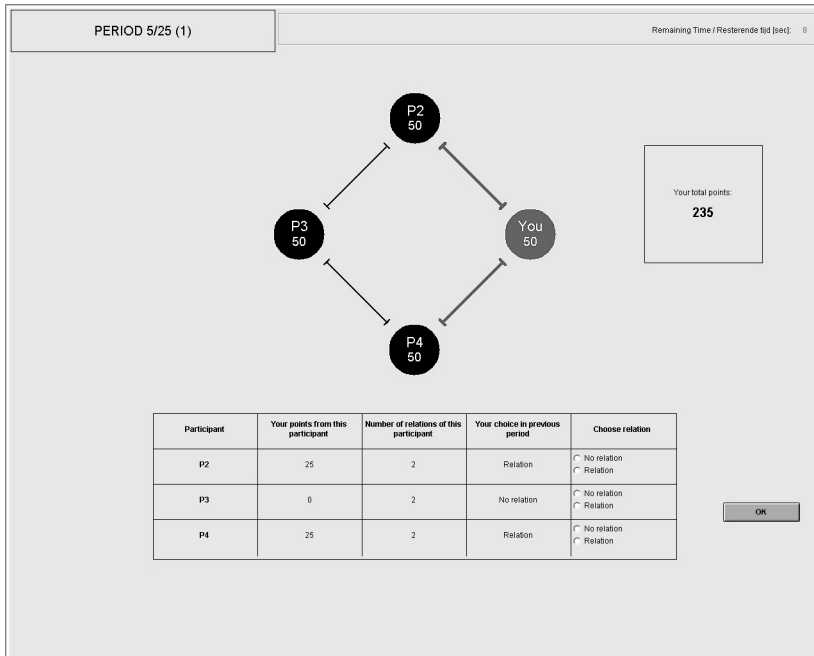 PERIOD 5/25 (1)
Remaining Time / Resterende tijd [sec]: 8
P2
50
P3
50
You
50
P4
50
Your total points:
235
Participant
Your points from this
participant
Number of relations of this
participant
Your choice in previous
period
Choose relation
P2
25
2
Relation
No relation
Relation
P3
0
2
No relation
No relation
Relation
P4
25
2
Relation
No relation
Relation
OK